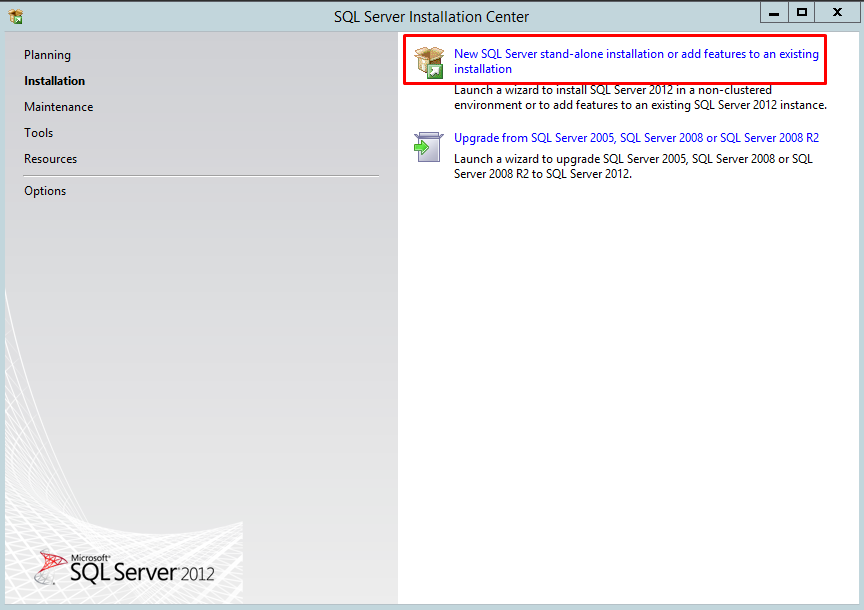 SQL Server Installation Center
Planning
Installation
Maintenance
Tools
Resources
Options
New SQL Server stand-alone installation or add features to an existing
installation
Launch a wizard to install SQL Server 2012 in a non-clustered
environment or to add features to an existing SQL Server 2012 instance.
Upgrade from SQL Server 2005, SQL Server 2008 or SQL Server 2008 R2
Launch a wizard to upgrade SQL Server 2005, SQL Server 2008 or SQL
Server 2008 R2 to SQL Server 2012.
Microsoft®
SQL Server® 2012